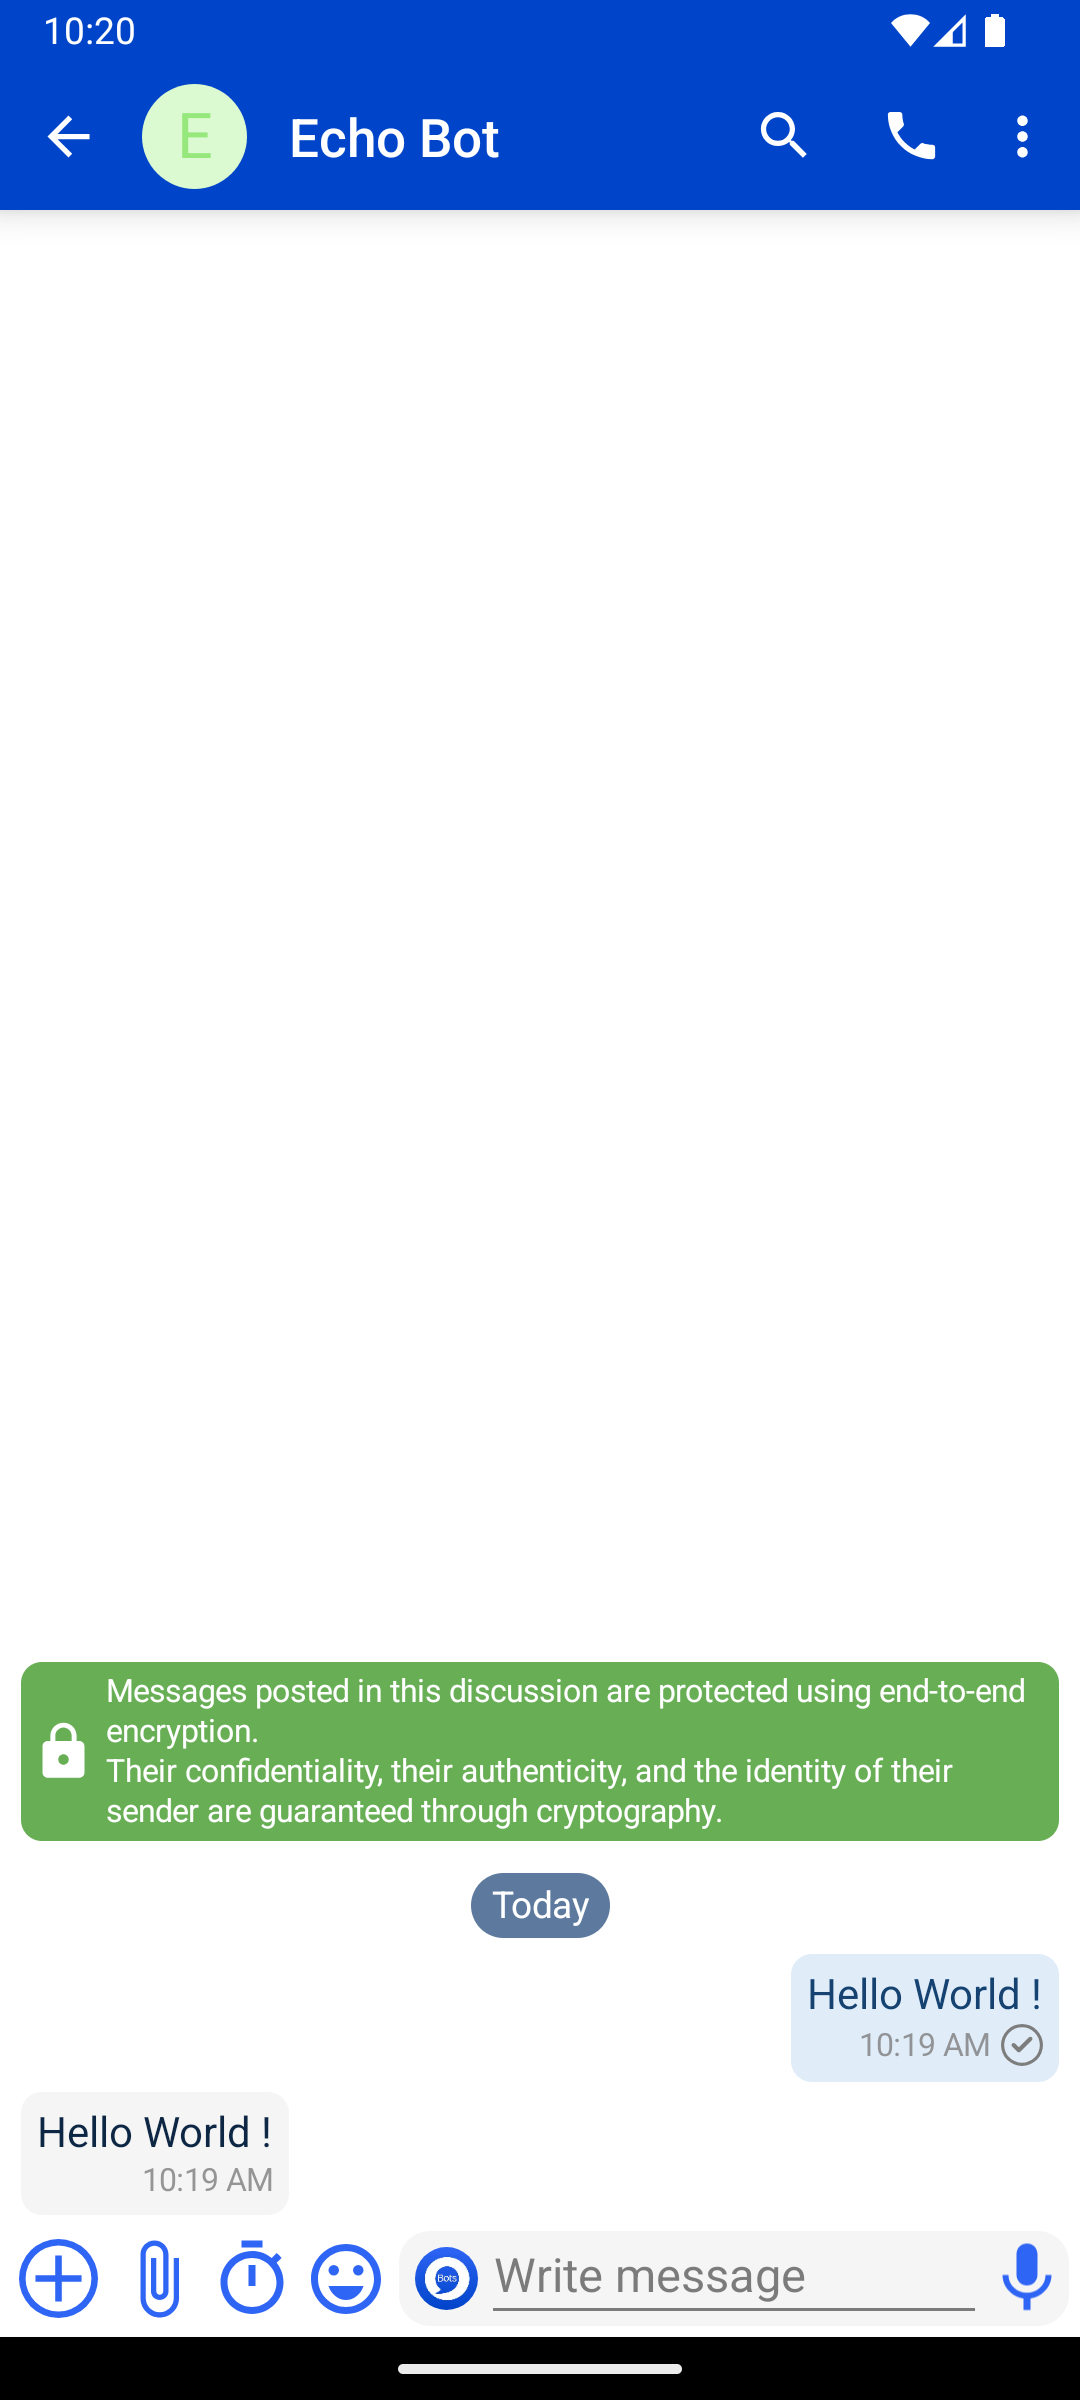 10:20
E
Echo Bot
Messages posted in this discussion are protected using end-to-end
encryption.
Their confidentiality, their authenticity, and the identity of their
sender are guaranteed through cryptography.
Today
Hello World !
10:19 AM
Hello World !
10:19 AM
Bots
Write message